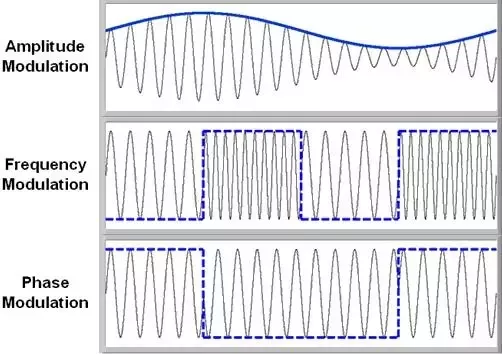 Amplitude
Modulation
Frequency
Modulation
Phase
Modulation